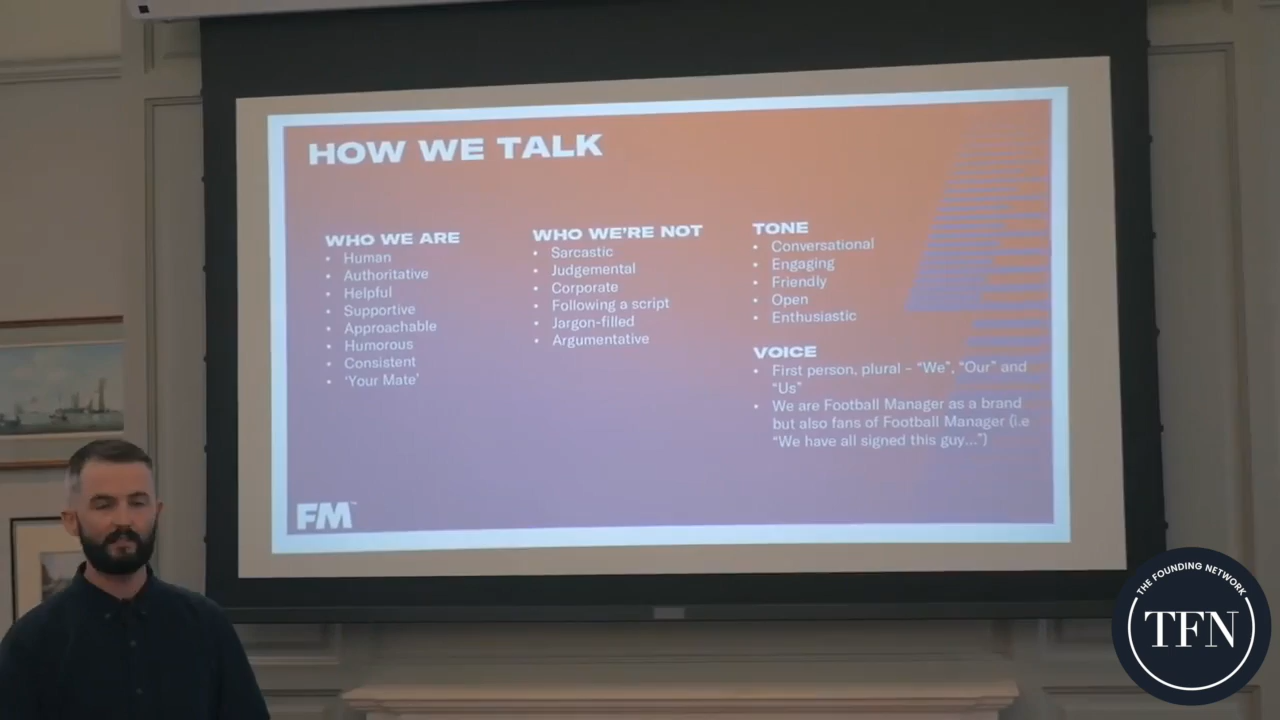 HOW WE TALK
WHO WE ARE
• Human
• Authoritative
• Helpful
• Supportive
• Approachable
• Humorous
• Consistent
• ‘Your Mate’
WHO WE’RE NOT
• Sarcastic
• Judgemental
• Corporate
• Following a script
• Jargon-filled
• Argumentative
TONE
• Conversational
• Engaging
• Friendly
• Open
• Enthusiastic
VOICE
• First person, plural – “We”, “Our” and
“Us”
• We are Football Manager as a brand
but also fans of Football Manager (i.e
“We have all signed this guy…”)
FM™
THE FOUNDING NETWORK
TFN